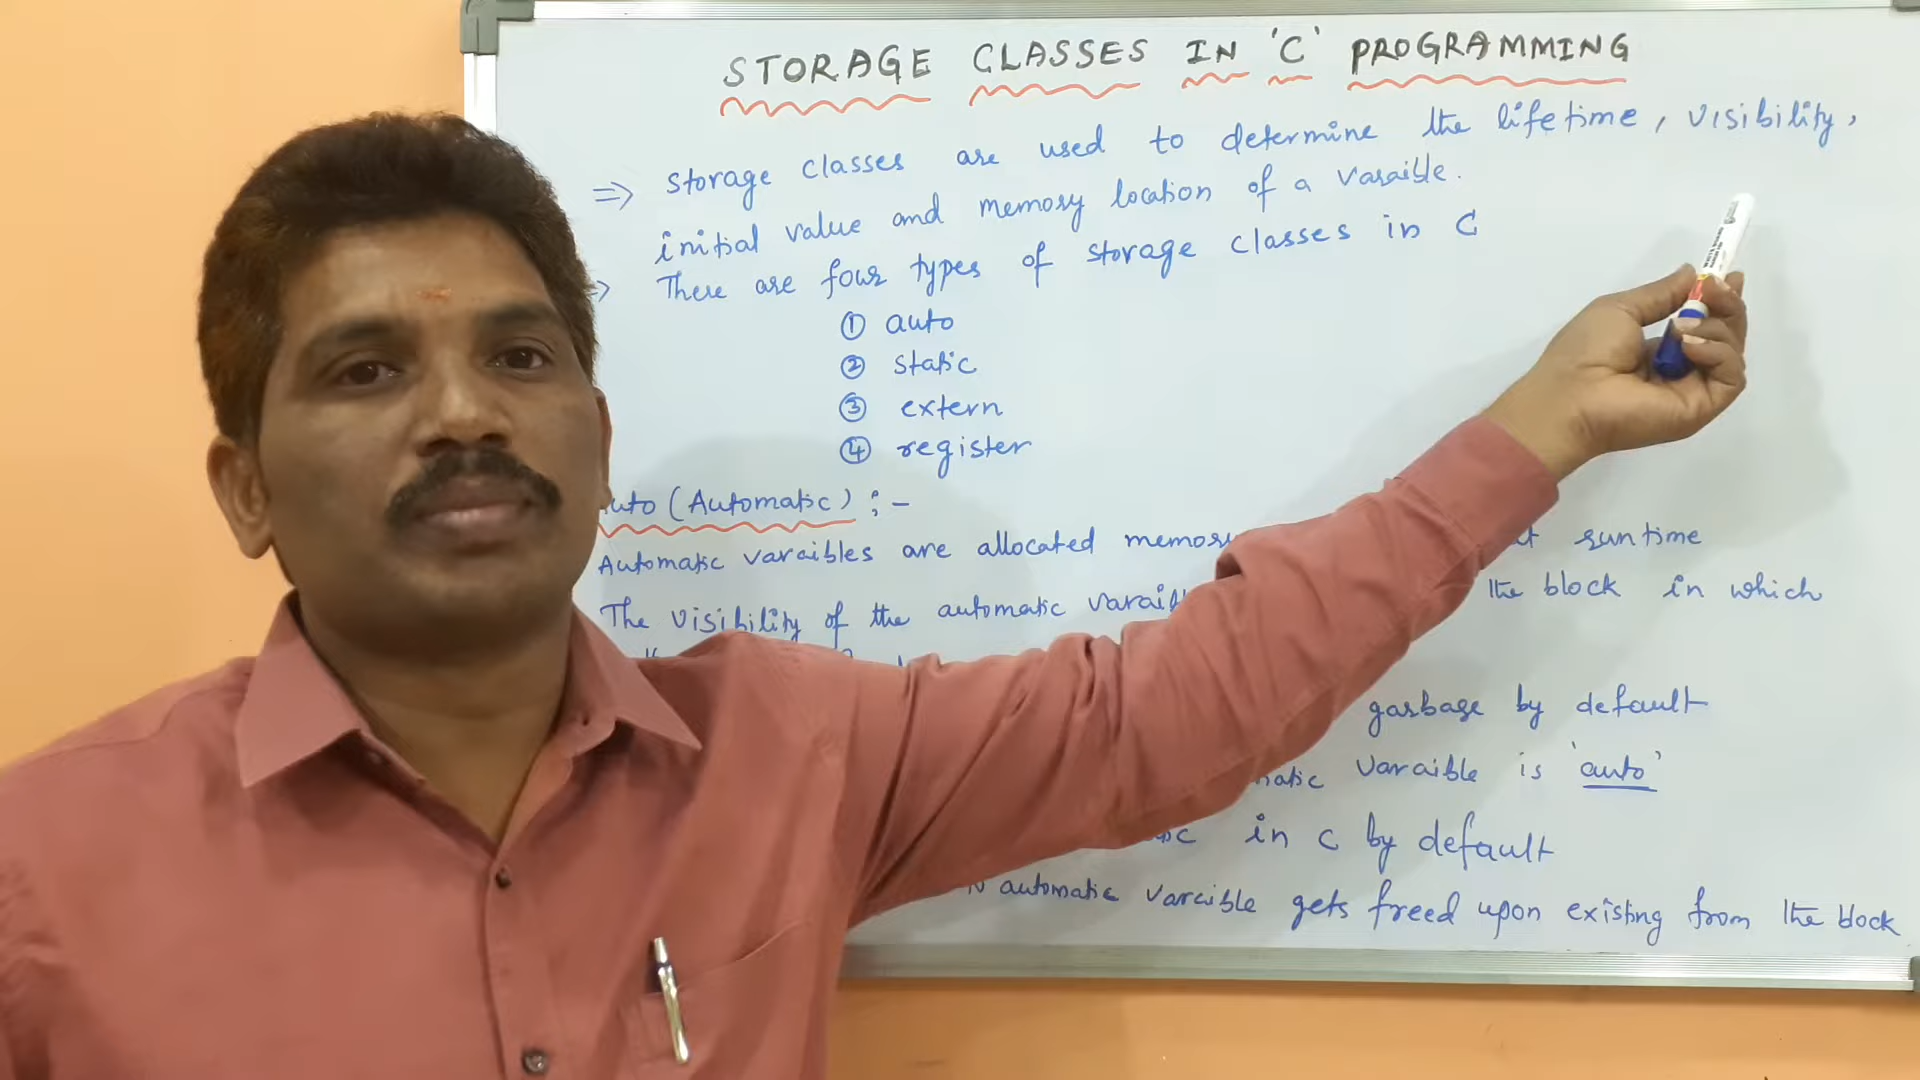 STORAGE CLASSES IN 'C' PROGRAMMING
=> Storage classes are used to determine the lifetime, visibility,
initial value and memory location of a varaible.
There are four types of storage classes in C
① auto
② static
③ extern
④ register
uto (Automatic) :-
Automatic varaibles are allocated memory at runtime
The visibility of the automatic the block in which
garbage by default
matic Varaible is 'auto'
in C by default
automatic varaible gets freed upon existing from the block